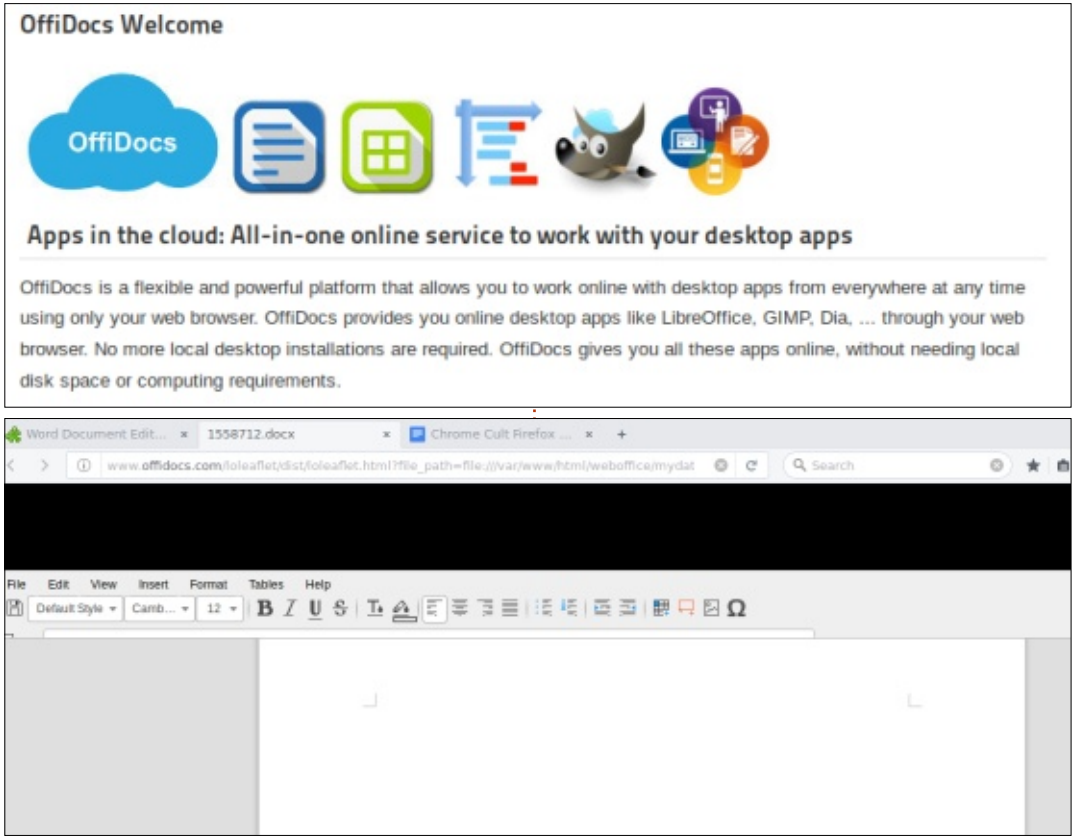 OffiDocs Welcome
OffiDocs
Apps in the cloud: All-in-one online service to work with your desktop apps
OffiDocs is a flexible and powerful platform that allows you to work online with desktop apps from everywhere at any time
using only your web browser. OffiDocs provides you online desktop apps like LibreOffice, GIMP, Dia, ... through your web
browser. No more local desktop installations are required. OffiDocs gives you all these apps online, without needing local
disk space or computing requirements.
Word Document Edit... 1558712.docx Chrome Cult Firefox ...
www.offidocs.com/loleaflet/dist/loleaflet.html?file_path=file:///var/www/html/weboffice/mydat Search
File Edit View Insert Format Tables Help
Default Style Camb... 12 B I U S Ω